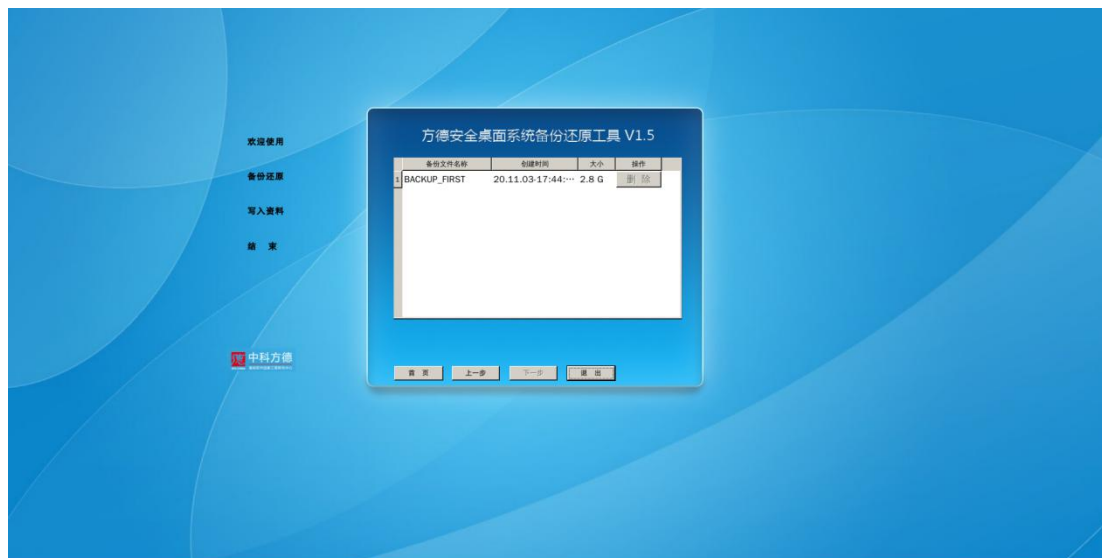 方德安全桌面系统备份还原工具 V1.5
欢迎使用
备份还原
写入资料
结 束
备份文件名称 创建时间 大小 操作
1 BACKUP_FIRST 20.11.03-17:44:··· 2.8 G 删 除
中科方德
首 页 上一步 下一步 退 出